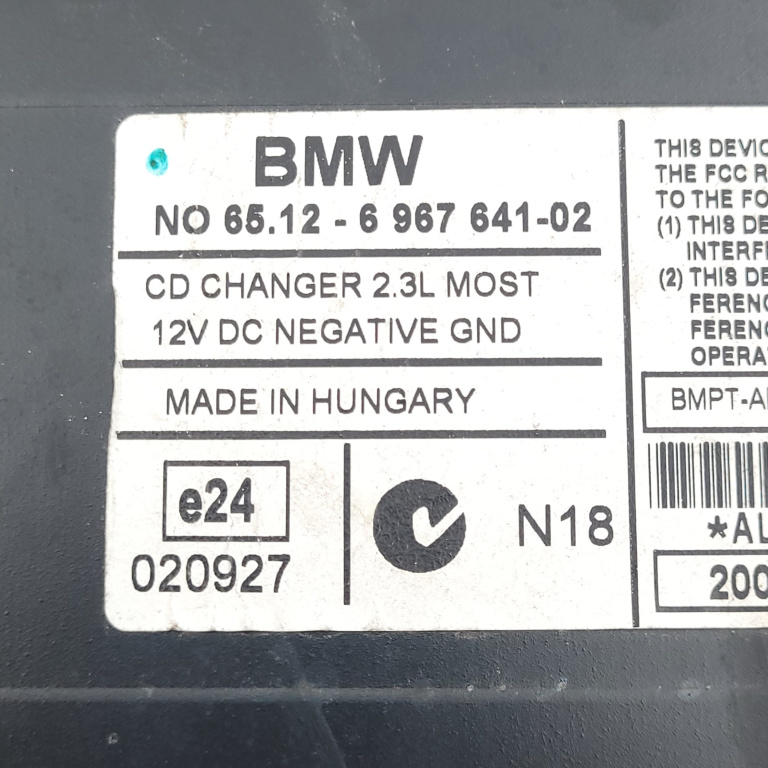 BMW
NO 65.12 - 6 967 641-02
CD CHANGER 2.3L MOST
12V DC NEGATIVE GND
MADE IN HUNGARY
e24
020927
N18
THIS DEVIC
THE FCC R
TO THE FO
(1) THIS DE
INTERF
(2) THIS DE
FERENC
FERENC
OPERA
BMPT-A
*AL
200